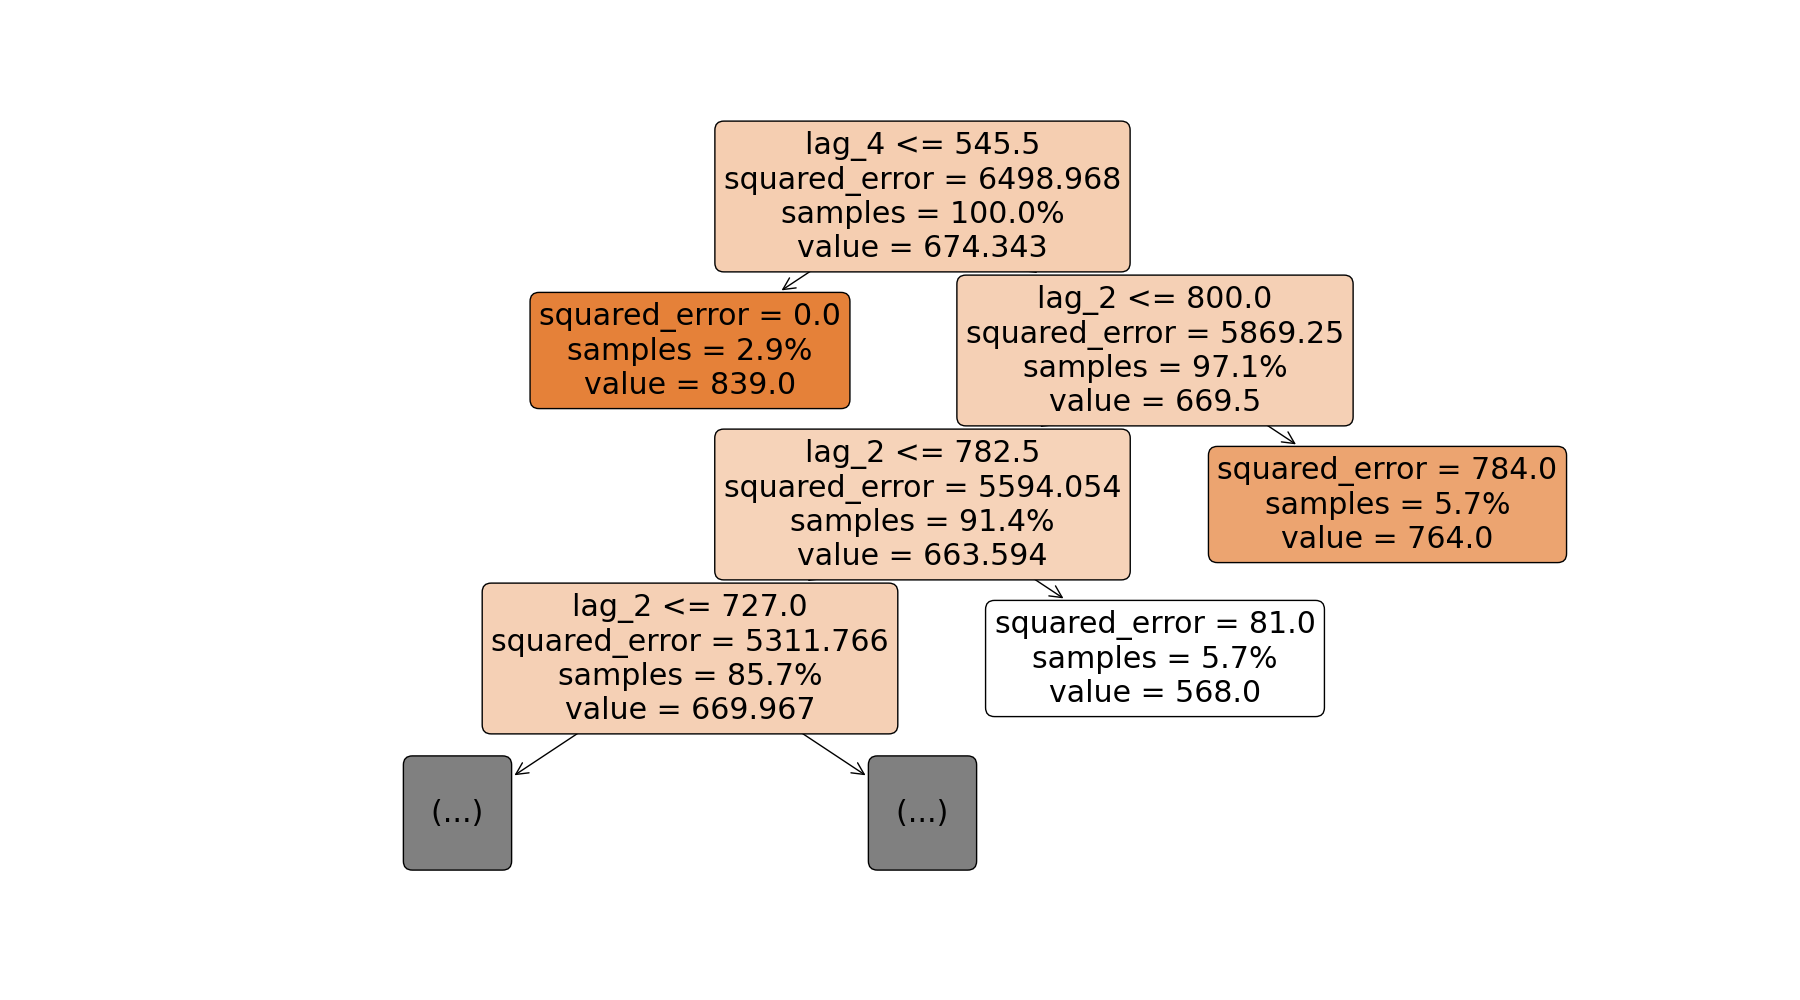 lag_4 <= 545.5
squared_error = 6498.968
samples = 100.0%
value = 674.343
squared_error = 0.0
samples = 2.9%
value = 839.0
lag_2 <= 800.0
squared_error = 5869.25
samples = 97.1%
value = 669.5
lag_2 <= 782.5
squared_error = 5594.054
samples = 91.4%
value = 663.594
squared_error = 784.0
samples = 5.7%
value = 764.0
lag_2 <= 727.0
squared_error = 5311.766
samples = 85.7%
value = 669.967
squared_error = 81.0
samples = 5.7%
value = 568.0
(...)
(...)